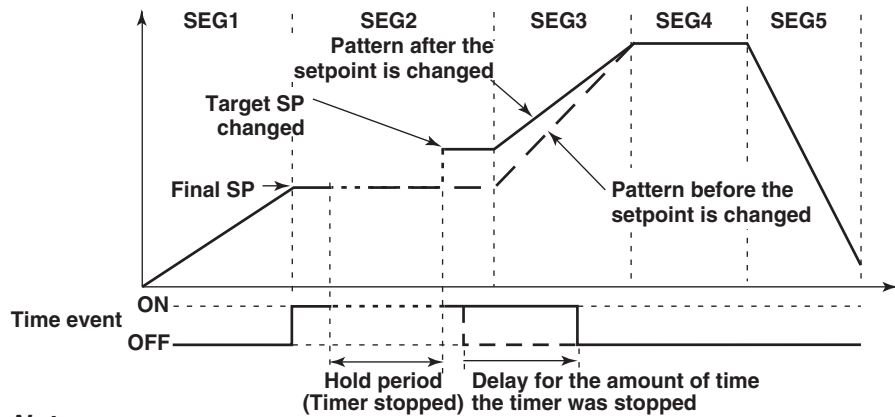 SEG1 SEG2 SEG3 SEG4 SEG5
Pattern after the
setpoint is changed
Target SP
changed
Final SP
Pattern before the
setpoint is changed
ON
Time event
OFF
Hold period
(Timer stopped)
Delay for the amount of time
the timer was stopped